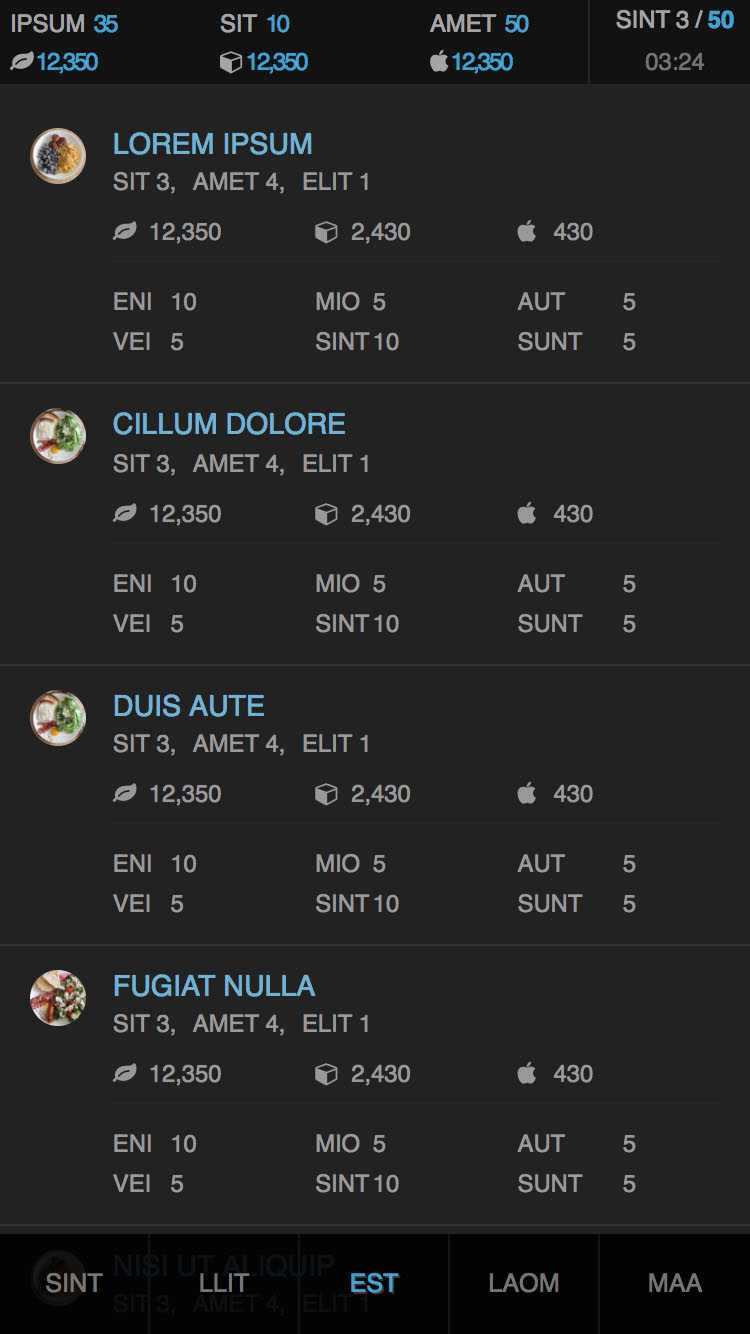 IPSUM 35 SIT 10 AMET 50 SINT 3 / 50
12,350 12,350 12,350 03:24
LOREM IPSUM
SIT 3, AMET 4, ELIT 1
12,350 2,430 430
ENI 10 MIO 5 AUT 5
VEI 5 SINT 10 SUNT 5
CILLUM DOLORE
SIT 3, AMET 4, ELIT 1
12,350 2,430 430
ENI 10 MIO 5 AUT 5
VEI 5 SINT 10 SUNT 5
DUIS AUTE
SIT 3, AMET 4, ELIT 1
12,350 2,430 430
ENI 10 MIO 5 AUT 5
VEI 5 SINT 10 SUNT 5
FUGIAT NULLA
SIT 3, AMET 4, ELIT 1
12,350 2,430 430
ENI 10 MIO 5 AUT 5
VEI 5 SINT 10 SUNT 5
NISI UT ALIQUIP
SIT 3, AMET 4, ELIT 1
SINT LLIT EST LAOM MAA